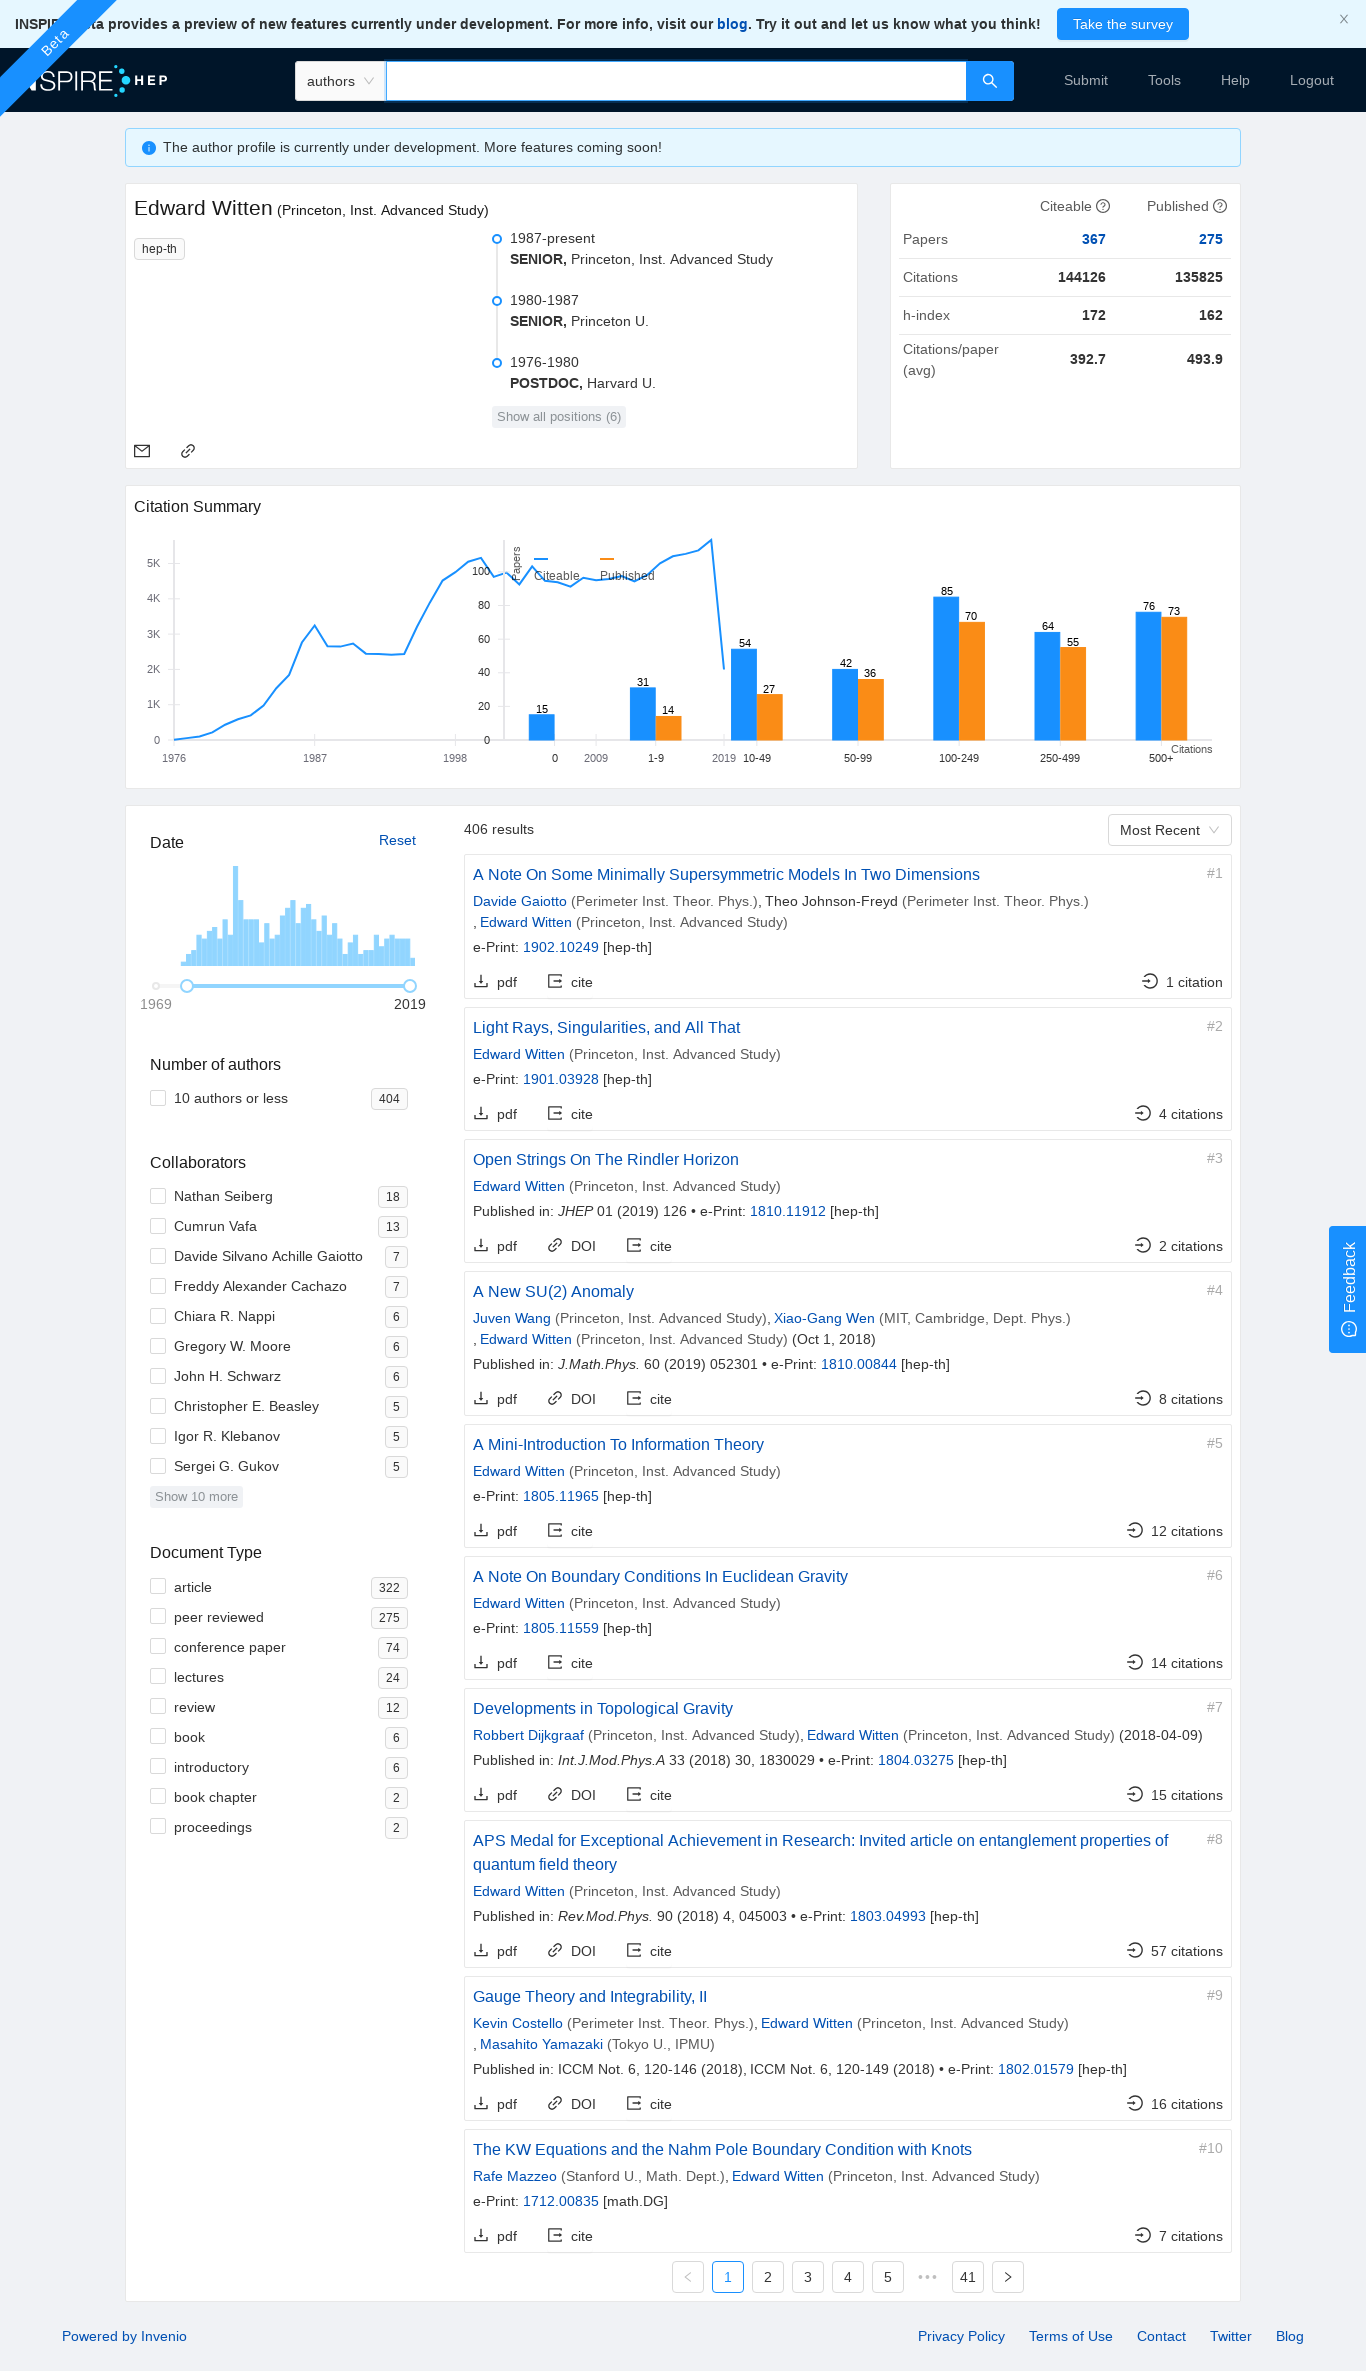 INSPIRE Beta provides a preview of new features currently under development. For more info, visit our blog. Try it out and let us know what you think! Take the survey
Beta
INSPIRE HEP authors Submit Tools Help Logout
The author profile is currently under development. More features coming soon!
Edward Witten (Princeton, Inst. Advanced Study)
hep-th
1987-present
SENIOR, Princeton, Inst. Advanced Study
1980-1987
SENIOR, Princeton U.
1976-1980
POSTDOC, Harvard U.
Show all positions (6)
Citeable Published
Papers 367 275
Citations 144126 135825
h-index 172 162
Citations/paper
(avg) 392.7 493.9
Citation Summary
5K
4K
3K
2K
1K
0
1976 1987 1998 2009 2019
Papers
Citeable Published
100
80
60
40
20
0
15 31 14 54 27 42 36 85 70 64 55 76 73
0 1-9 10-49 50-99 100-249 250-499 500+
Citations
Date Reset
1969 2019
Number of authors
10 authors or less 404
Collaborators
Nathan Seiberg 18
Cumrun Vafa 13
Davide Silvano Achille Gaiotto 7
Freddy Alexander Cachazo 7
Chiara R. Nappi 6
Gregory W. Moore 6
John H. Schwarz 6
Christopher E. Beasley 5
Igor R. Klebanov 5
Sergei G. Gukov 5
Show 10 more
Document Type
article 322
peer reviewed 275
conference paper 74
lectures 24
review 12
book 6
introductory 6
book chapter 2
proceedings 2
406 results Most Recent
A Note On Some Minimally Supersymmetric Models In Two Dimensions #1
Davide Gaiotto (Perimeter Inst. Theor. Phys.), Theo Johnson-Freyd (Perimeter Inst. Theor. Phys.)
, Edward Witten (Princeton, Inst. Advanced Study)
e-Print: 1902.10249 [hep-th]
pdf cite 1 citation
Light Rays, Singularities, and All That #2
Edward Witten (Princeton, Inst. Advanced Study)
e-Print: 1901.03928 [hep-th]
pdf cite 4 citations
Open Strings On The Rindler Horizon #3
Edward Witten (Princeton, Inst. Advanced Study)
Published in: JHEP 01 (2019) 126 • e-Print: 1810.11912 [hep-th]
pdf DOI cite 2 citations
A New SU(2) Anomaly #4
Juven Wang (Princeton, Inst. Advanced Study), Xiao-Gang Wen (MIT, Cambridge, Dept. Phys.)
, Edward Witten (Princeton, Inst. Advanced Study) (Oct 1, 2018)
Published in: J.Math.Phys. 60 (2019) 052301 • e-Print: 1810.00844 [hep-th]
pdf DOI cite 8 citations
A Mini-Introduction To Information Theory #5
Edward Witten (Princeton, Inst. Advanced Study)
e-Print: 1805.11965 [hep-th]
pdf cite 12 citations
A Note On Boundary Conditions In Euclidean Gravity #6
Edward Witten (Princeton, Inst. Advanced Study)
e-Print: 1805.11559 [hep-th]
pdf cite 14 citations
Developments in Topological Gravity #7
Robbert Dijkgraaf (Princeton, Inst. Advanced Study), Edward Witten (Princeton, Inst. Advanced Study) (2018-04-09)
Published in: Int.J.Mod.Phys.A 33 (2018) 30, 1830029 • e-Print: 1804.03275 [hep-th]
pdf DOI cite 15 citations
APS Medal for Exceptional Achievement in Research: Invited article on entanglement properties of #8
quantum field theory
Edward Witten (Princeton, Inst. Advanced Study)
Published in: Rev.Mod.Phys. 90 (2018) 4, 045003 • e-Print: 1803.04993 [hep-th]
pdf DOI cite 57 citations
Gauge Theory and Integrability, II #9
Kevin Costello (Perimeter Inst. Theor. Phys.), Edward Witten (Princeton, Inst. Advanced Study)
, Masahito Yamazaki (Tokyo U., IPMU)
Published in: ICCM Not. 6, 120-146 (2018), ICCM Not. 6, 120-149 (2018) • e-Print: 1802.01579 [hep-th]
pdf DOI cite 16 citations
The KW Equations and the Nahm Pole Boundary Condition with Knots #10
Rafe Mazzeo (Stanford U., Math. Dept.), Edward Witten (Princeton, Inst. Advanced Study)
e-Print: 1712.00835 [math.DG]
pdf cite 7 citations
1 2 3 4 5 ••• 41
Feedback
Powered by Invenio Privacy Policy Terms of Use Contact Twitter Blog